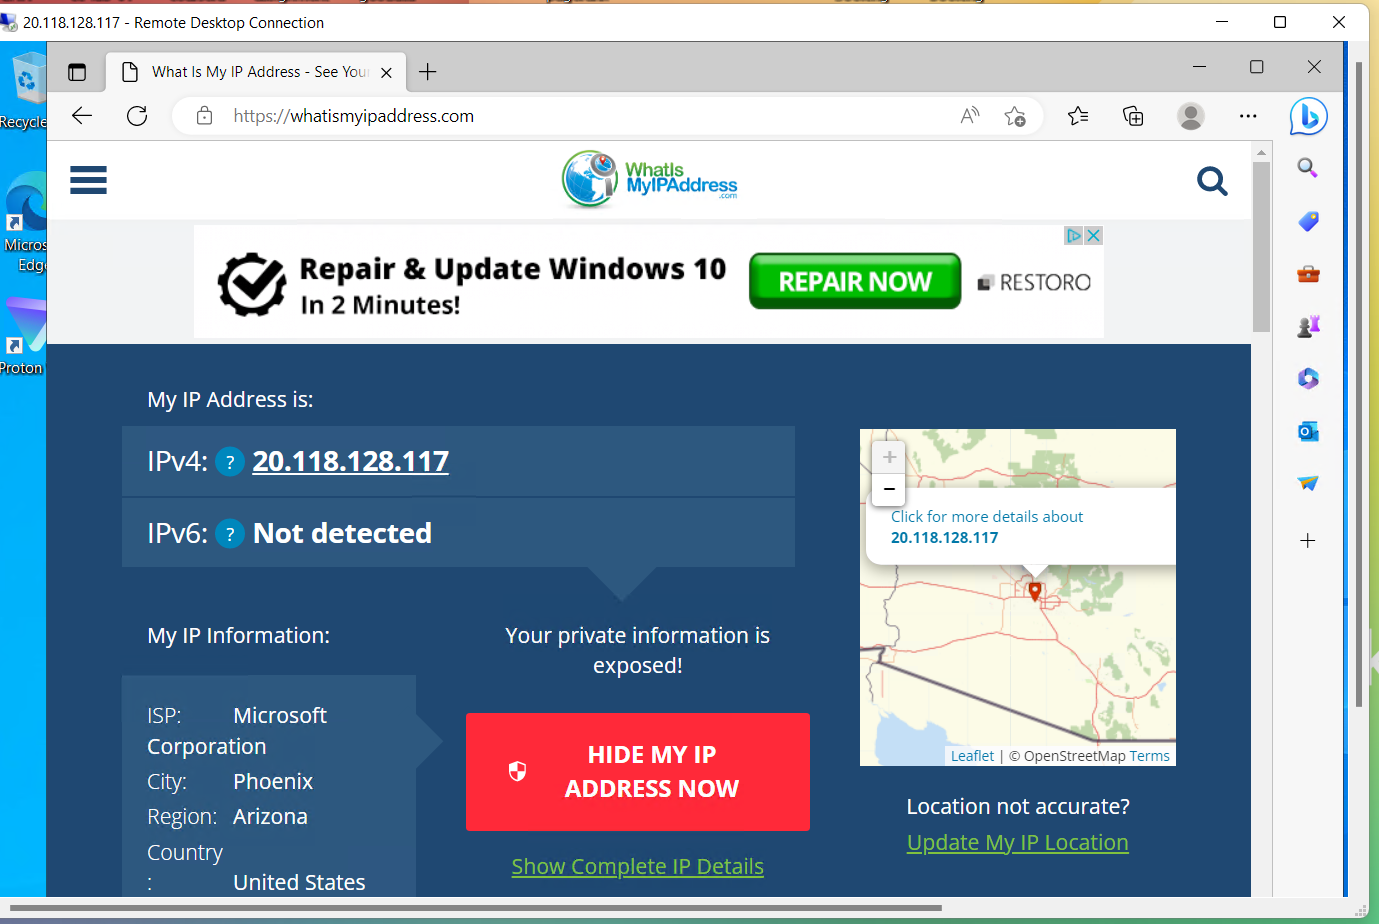 20.118.128.117 - Remote Desktop Connection
What Is My IP Address - See Your
https://whatismyipaddress.com
Recycle
Micros
Edge
Proton
WhatIs
MyIPAddress
.com
Repair & Update Windows 10
In 2 Minutes!
REPAIR NOW
RESTORO
My IP Address is:
IPv4: ? 20.118.128.117
IPv6: ? Not detected
+
−
Click for more details about
20.118.128.117
Leaflet | © OpenStreetMap Terms
My IP Information:
Your private information is
exposed!
ISP: Microsoft
Corporation
City: Phoenix
Region: Arizona
Country
: United States
HIDE MY IP
ADDRESS NOW
Show Complete IP Details
Location not accurate?
Update My IP Location